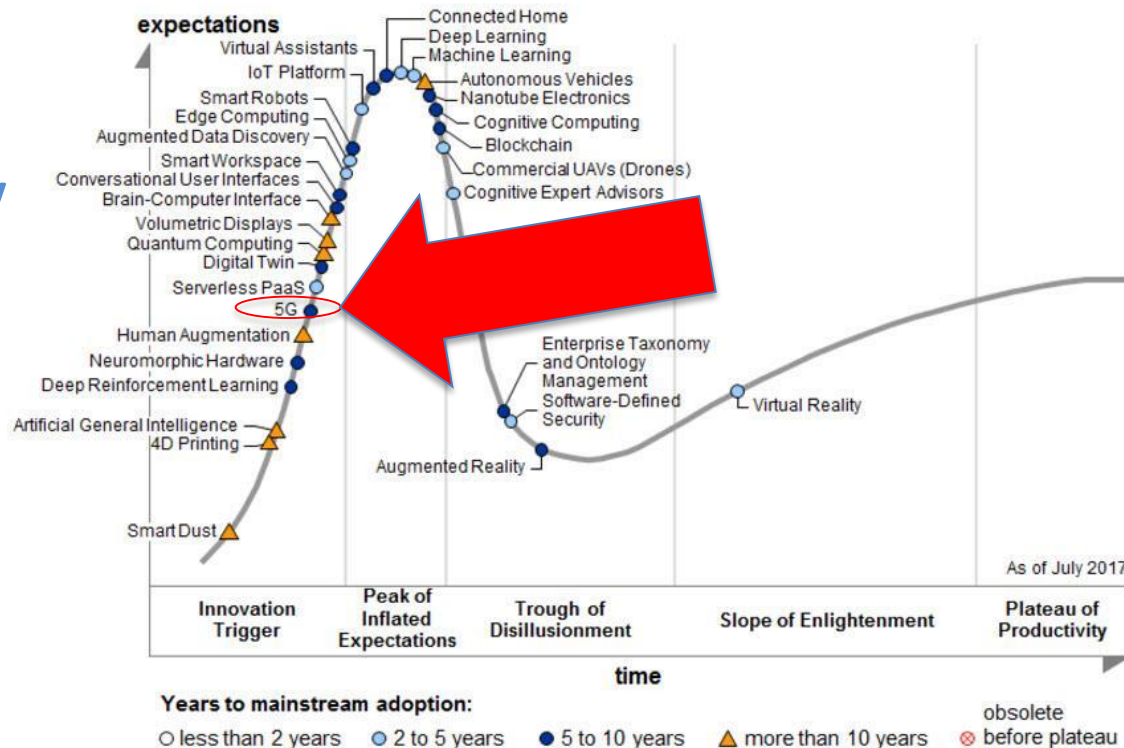 expectations
Connected Home
Deep Learning
Virtual Assistants
Machine Learning
IoT Platform
Autonomous Vehicles
Smart Robots
Nanotube Electronics
Edge Computing
Cognitive Computing
Augmented Data Discovery
Blockchain
Smart Workspace
Commercial UAVs (Drones)
Conversational User Interfaces
Cognitive Expert Advisors
Brain-Computer Interface
Volumetric Displays
Quantum Computing
Digital Twin
Serverless PaaS
5G
Human Augmentation
Neuromorphic Hardware
Deep Reinforcement Learning
Artificial General Intelligence
4D Printing
Smart Dust
Enterprise Taxonomy
and Ontology
Management
Software-Defined
Security
Augmented Reality
Virtual Reality
As of July 2017
Innovation
Trigger
Peak of
Inflated
Expectations
Trough of
Disillusionment
Slope of Enlightenment
Plateau of
Productivity
time
Years to mainstream adoption:
less than 2 years
2 to 5 years
5 to 10 years
more than 10 years
obsolete
before plateau